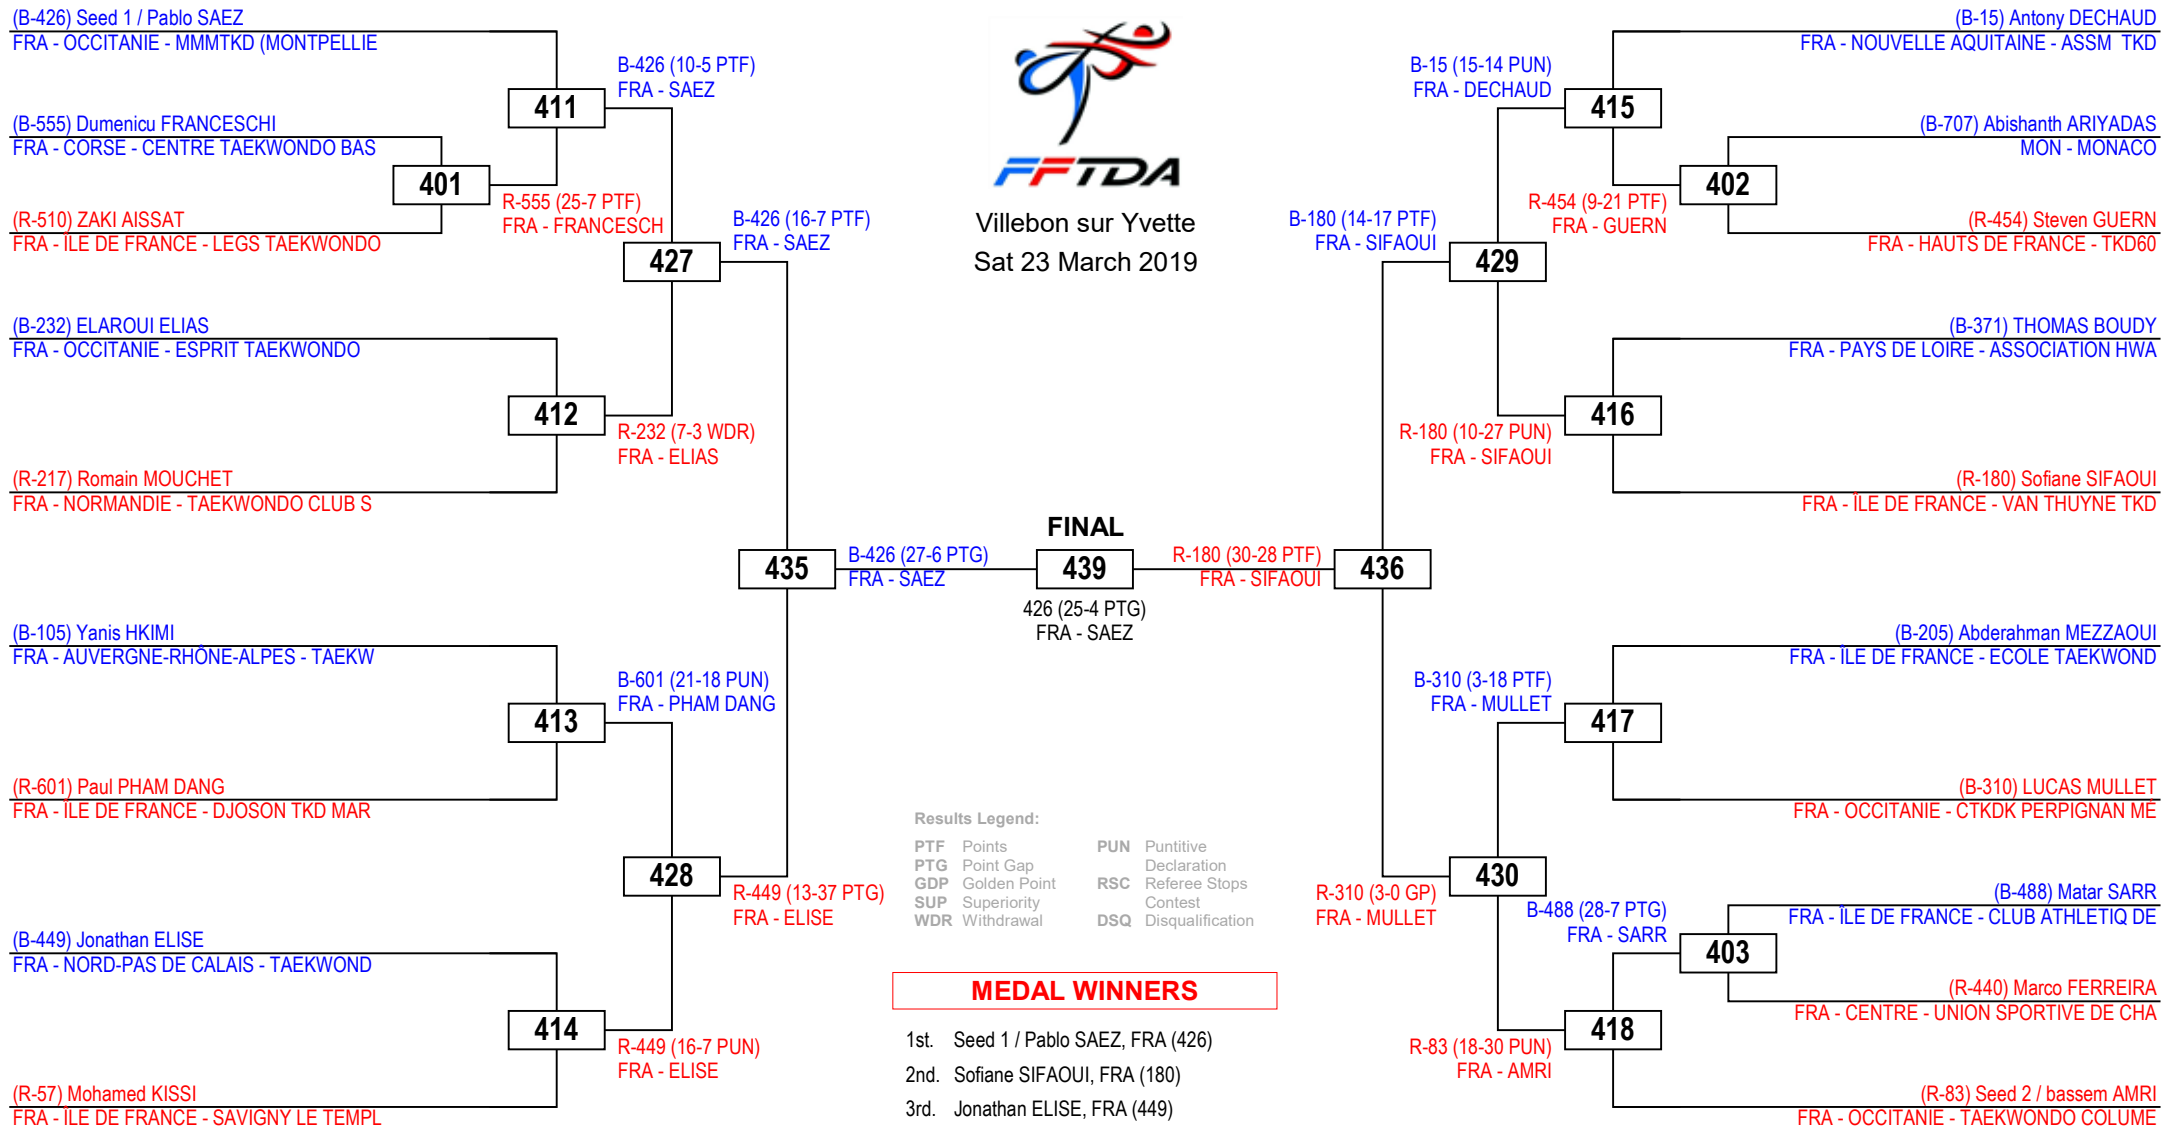 (B-426) Seed 1 / Pablo SAEZ
FRA - OCCITANIE - MMMTKD (MONTPELLIE
B-426 (10-5 PTF)
FRA - SAEZ
411
(B-555) Dumenicu FRANCESCHI
FRA - CORSE - CENTRE TAEKWONDO BAS
401
R-555 (25-7 PTF)
FRA - FRANCESCH
(R-510) ZAKI AISSAT
FRA - ÎLE DE FRANCE - LEGS TAEKWONDO
B-426 (16-7 PTF)
FRA - SAEZ
427
(B-232) ELAROUI ELIAS
FRA - OCCITANIE - ESPRIT TAEKWONDO
412
R-232 (7-3 WDR)
FRA - ELIAS
(R-217) Romain MOUCHET
FRA - NORMANDIE - TAEKWONDO CLUB S
435
B-426 (27-6 PTG)
FRA - SAEZ
(B-105) Yanis HKIMI
FRA - AUVERGNE-RHÔNE-ALPES - TAEKW
B-601 (21-18 PUN)
FRA - PHAM DANG
413
(R-601) Paul PHAM DANG
FRA - ÎLE DE FRANCE - DJOSON TKD MAR
428
R-449 (13-37 PTG)
FRA - ELISE
(B-449) Jonathan ELISE
FRA - NORD-PAS DE CALAIS - TAEKWOND
414
R-449 (16-7 PUN)
FRA - ELISE
(R-57) Mohamed KISSI
FRA - ÎLE DE FRANCE - SAVIGNY LE TEMPL
FFTDA
Villebon sur Yvette
Sat 23 March 2019
FINAL
439
426 (25-4 PTG)
FRA - SAEZ
Results Legend:
PTF Points
PTG Point Gap
GDP Golden Point
SUP Superiority
WDR Withdrawal
PUN Puntitive
Declaration
RSC Referee Stops
Contest
DSQ Disqualification
MEDAL WINNERS
1st. Seed 1 / Pablo SAEZ, FRA (426)
2nd. Sofiane SIFAOUI, FRA (180)
3rd. Jonathan ELISE, FRA (449)
(B-15) Antony DECHAUD
FRA - NOUVELLE AQUITAINE - ASSM TKD
B-15 (15-14 PUN)
FRA - DECHAUD
415
(B-707) Abishanth ARIYADAS
MON - MONACO
402
R-454 (9-21 PTF)
FRA - GUERN
(R-454) Steven GUERN
FRA - HAUTS DE FRANCE - TKD60
B-180 (14-17 PTF)
FRA - SIFAOUI
429
(B-371) THOMAS BOUDY
FRA - PAYS DE LOIRE - ASSOCIATION HWA
416
R-180 (10-27 PUN)
FRA - SIFAOUI
(R-180) Sofiane SIFAOUI
FRA - ÎLE DE FRANCE - VAN THUYNE TKD
R-180 (30-28 PTF)
FRA - SIFAOUI
436
(B-205) Abderahman MEZZAOUI
FRA - ÎLE DE FRANCE - ECOLE TAEKWOND
B-310 (3-18 PTF)
FRA - MULLET
417
(B-310) LUCAS MULLET
FRA - OCCITANIE - CTKDK PERPIGNAN MÉ
430
R-310 (3-0 GP)
FRA - MULLET
(B-488) Matar SARR
FRA - ÎLE DE FRANCE - CLUB ATHLETIQ DE
B-488 (28-7 PTG)
FRA - SARR
403
(R-440) Marco FERREIRA
FRA - CENTRE - UNION SPORTIVE DE CHA
418
R-83 (18-30 PUN)
FRA - AMRI
(R-83) Seed 2 / bassem AMRI
FRA - OCCITANIE - TAEKWONDO COLUME